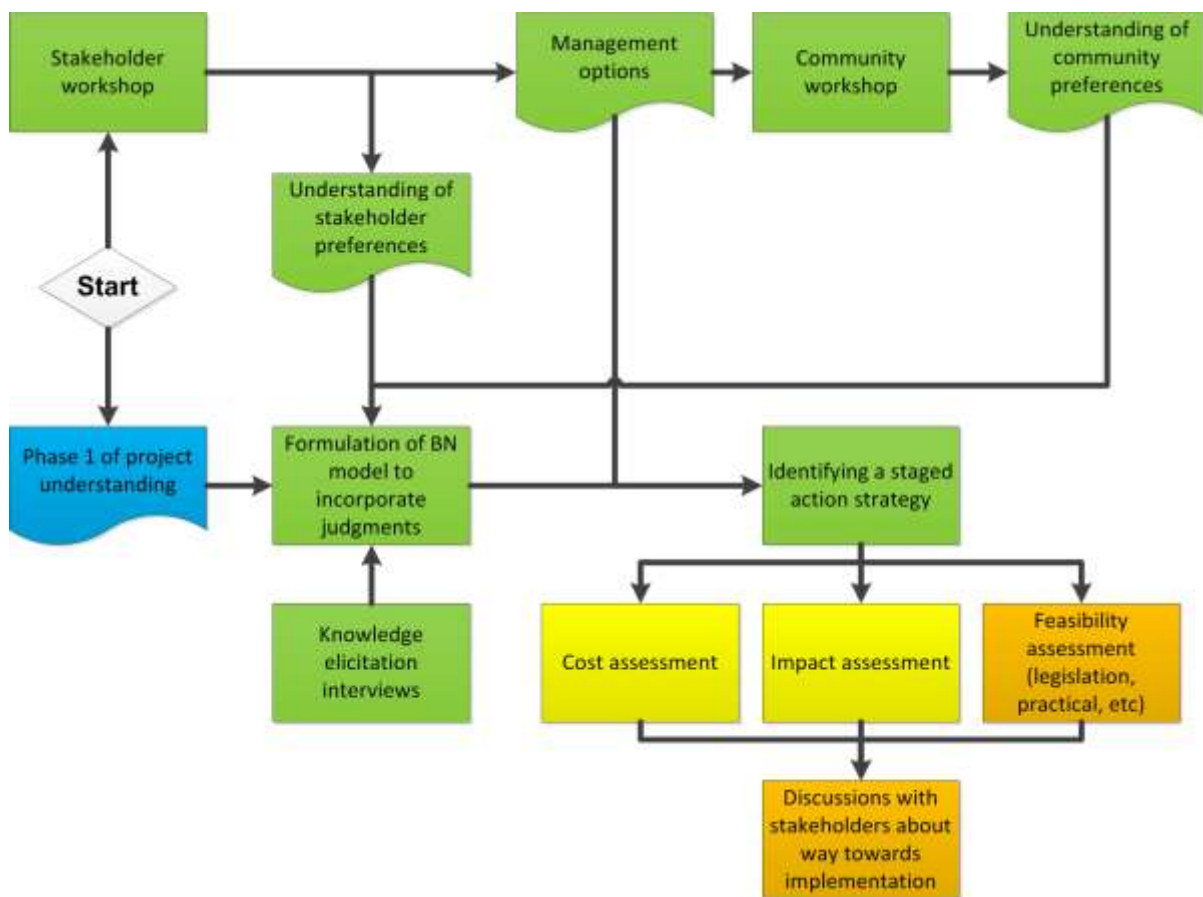 Stakeholder
workshop
Management
options
Community
workshop
Understanding of
community
preferences
Understanding of
stakeholder
preferences
Start
Phase 1 of project
understanding
Formulation of BN
model to
incorporate
judgments
Identifying a staged
action strategy
Knowledge
elicitation
interviews
Cost assessment
Impact assessment
Feasibility
assessment
(legislation,
practical, etc)
Discussions with
stakeholders about
way towards
implementation